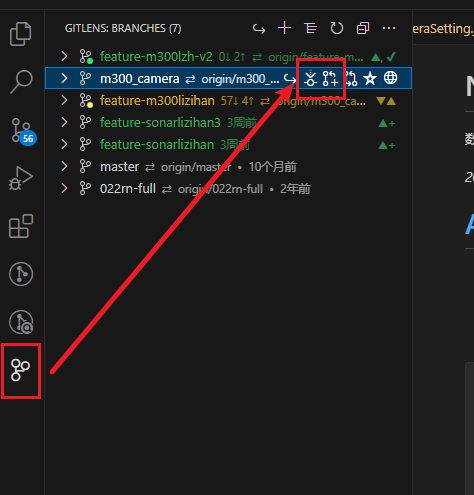 GITLENS: BRANCHES (7)
eraSetting.
feature-m300lzh-v2 0↓ 2↑ ⇄ origin/feature-m...
m300_camera ⇄ origin/m300_...
feature-m300lizihan 57↓ 4↑ ⇄ origin/m300_ca...
feature-sonarlizihan3 3周前
feature-sonarlizihan 3周前
master ⇄ origin/master • 10个月前
022rn-full ⇄ origin/022rn-full • 2年前
56
N
数
20
A